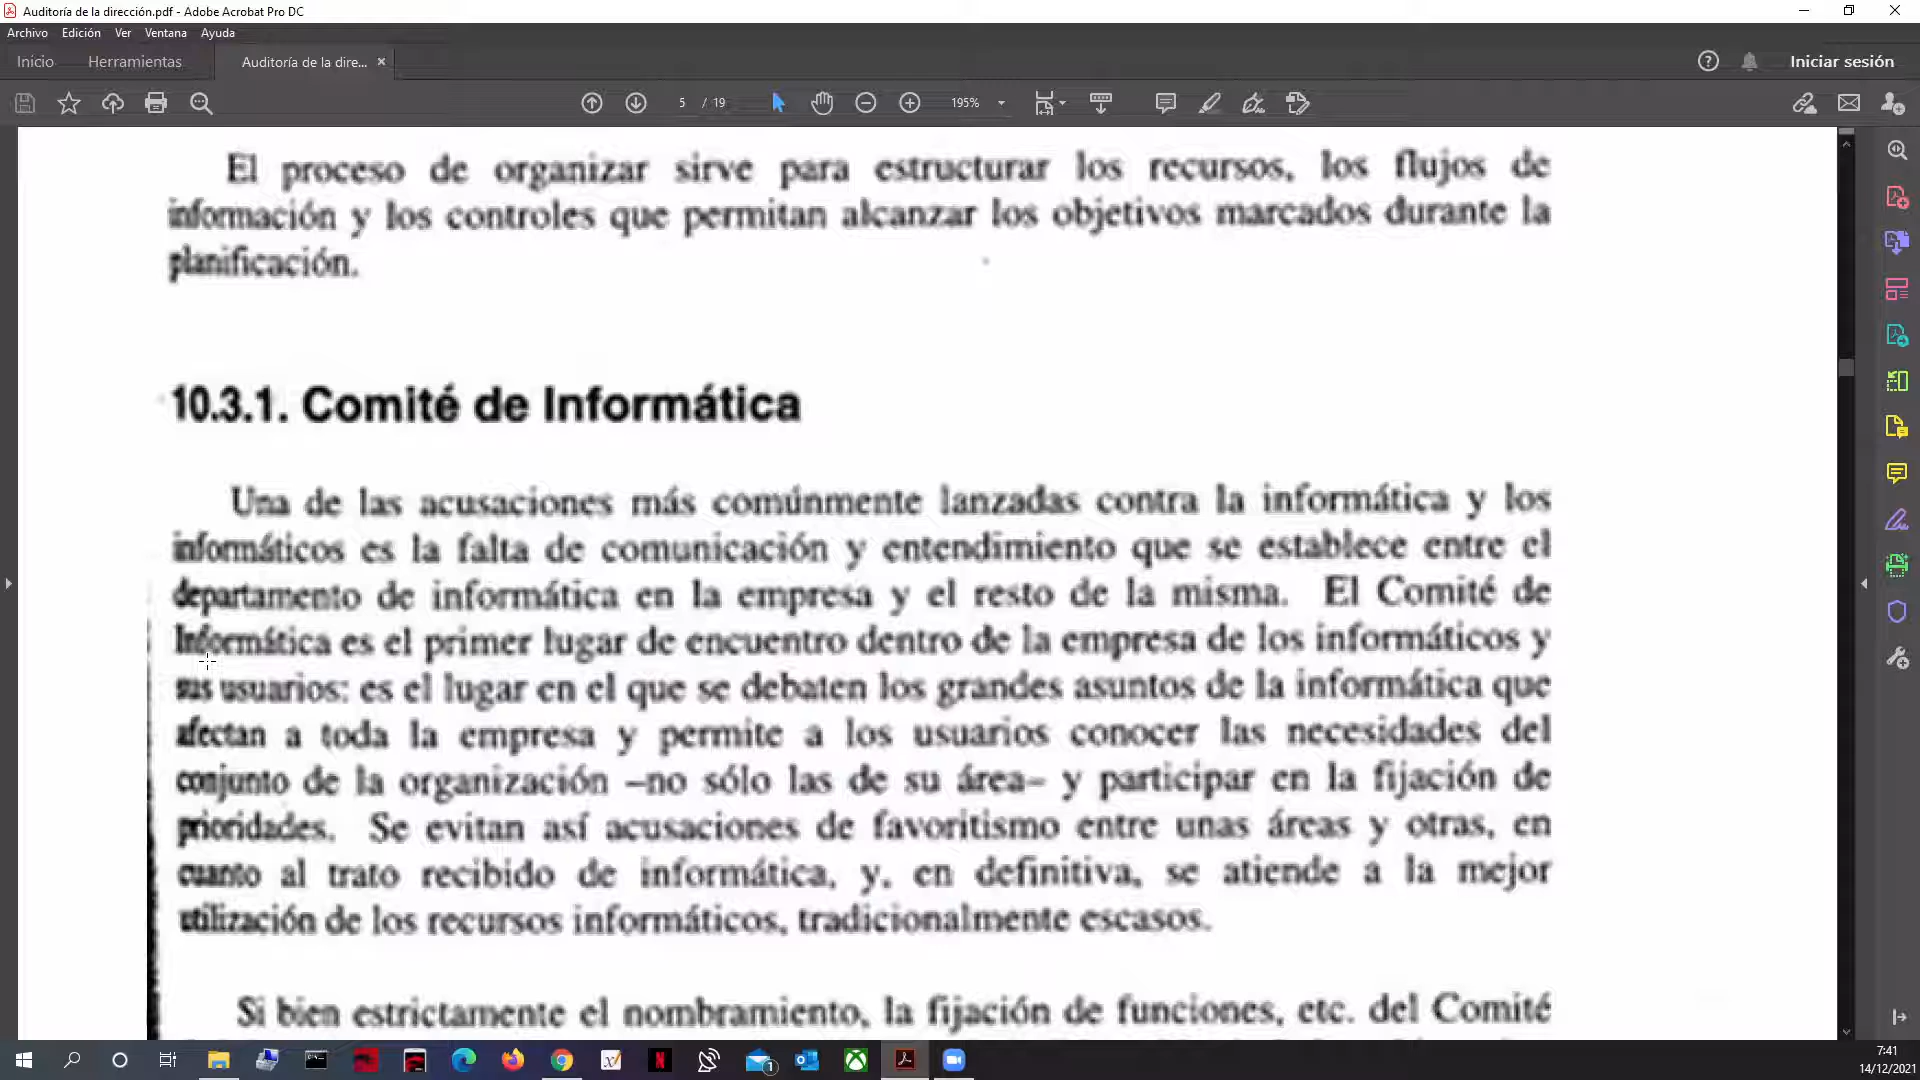 Auditoría de la dirección.pdf - Adobe Acrobat Pro DC
Archivo Edición Ver Ventana Ayuda
Inicio Herramientas Auditoría de la dire... × Iniciar sesión
5 / 19 195%
El proceso de organizar sirve para estructurar los recursos, los flujos de
información y los controles que permitan alcanzar los objetivos marcados durante la
planificación.
10.3.1. Comité de Informática
Una de las acusaciones más comúnmente lanzadas contra la informática y los
informáticos es la falta de comunicación y entendimiento que se establece entre el
departamento de informática en la empresa y el resto de la misma. El Comité de
Informática es el primer lugar de encuentro dentro de la empresa de los informáticos y
sus usuarios: es el lugar en el que se debaten los grandes asuntos de la informática que
afectan a toda la empresa y permite a los usuarios conocer las necesidades del
conjunto de la organización –no sólo las de su área– y participar en la fijación de
prioridades. Se evitan así acusaciones de favoritismo entre unas áreas y otras, en
cuanto al trato recibido de informática, y, en definitiva, se atiende a la mejor
utilización de los recursos informáticos, tradicionalmente escasos.
Si bien estrictamente el nombramiento, la fijación de funciones, etc. del Comité
7:41
14/12/2021